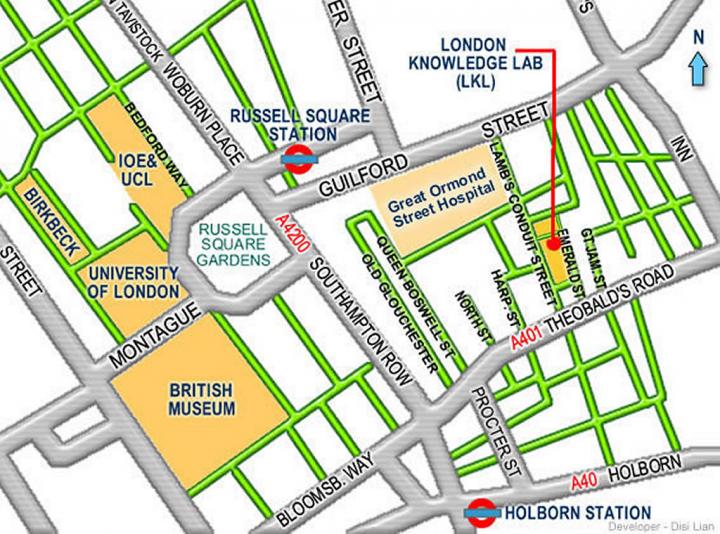 TAVISTOCK
WOBURN PLACE
ER STREET
'S
LONDON
KNOWLEDGE LAB
(LKL)
N
RUSSELL SQUARE
STATION
BEDFORD WAY
IOE&
UCL
GUILFORD STREET
INN
LAMB'S CONDUIT STREET
Great Ormond
Street Hospital
BIRKBECK
RUSSELL
SQUARE
GARDENS
A4200
SOUTHAMPTON ROW
QUEEN BOSWELL ST
OLD GLOUCHESTER
EMERALD ST
GT.JAM. ST
STREET
UNIVERSITY
OF LONDON
HARP. ST
NORTH ST
A401
THEOBALD'S ROAD
MONTAGUE
BRITISH
MUSEUM
PROCTER ST
BLOOMSB. WAY
A40
HOLBORN
HOLBORN STATION
Developer - Disi Lian